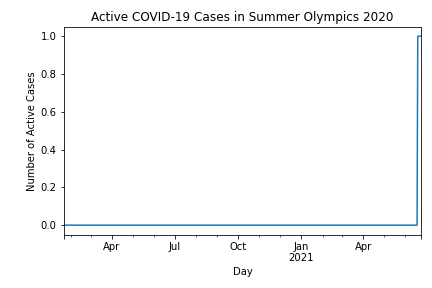 Active COVID-19 Cases in Summer Olympics 2020
Number of Active Cases
1.0
0.8
0.6
0.4
0.2
0.0
Apr Jul Oct Jan Apr
2021
Day